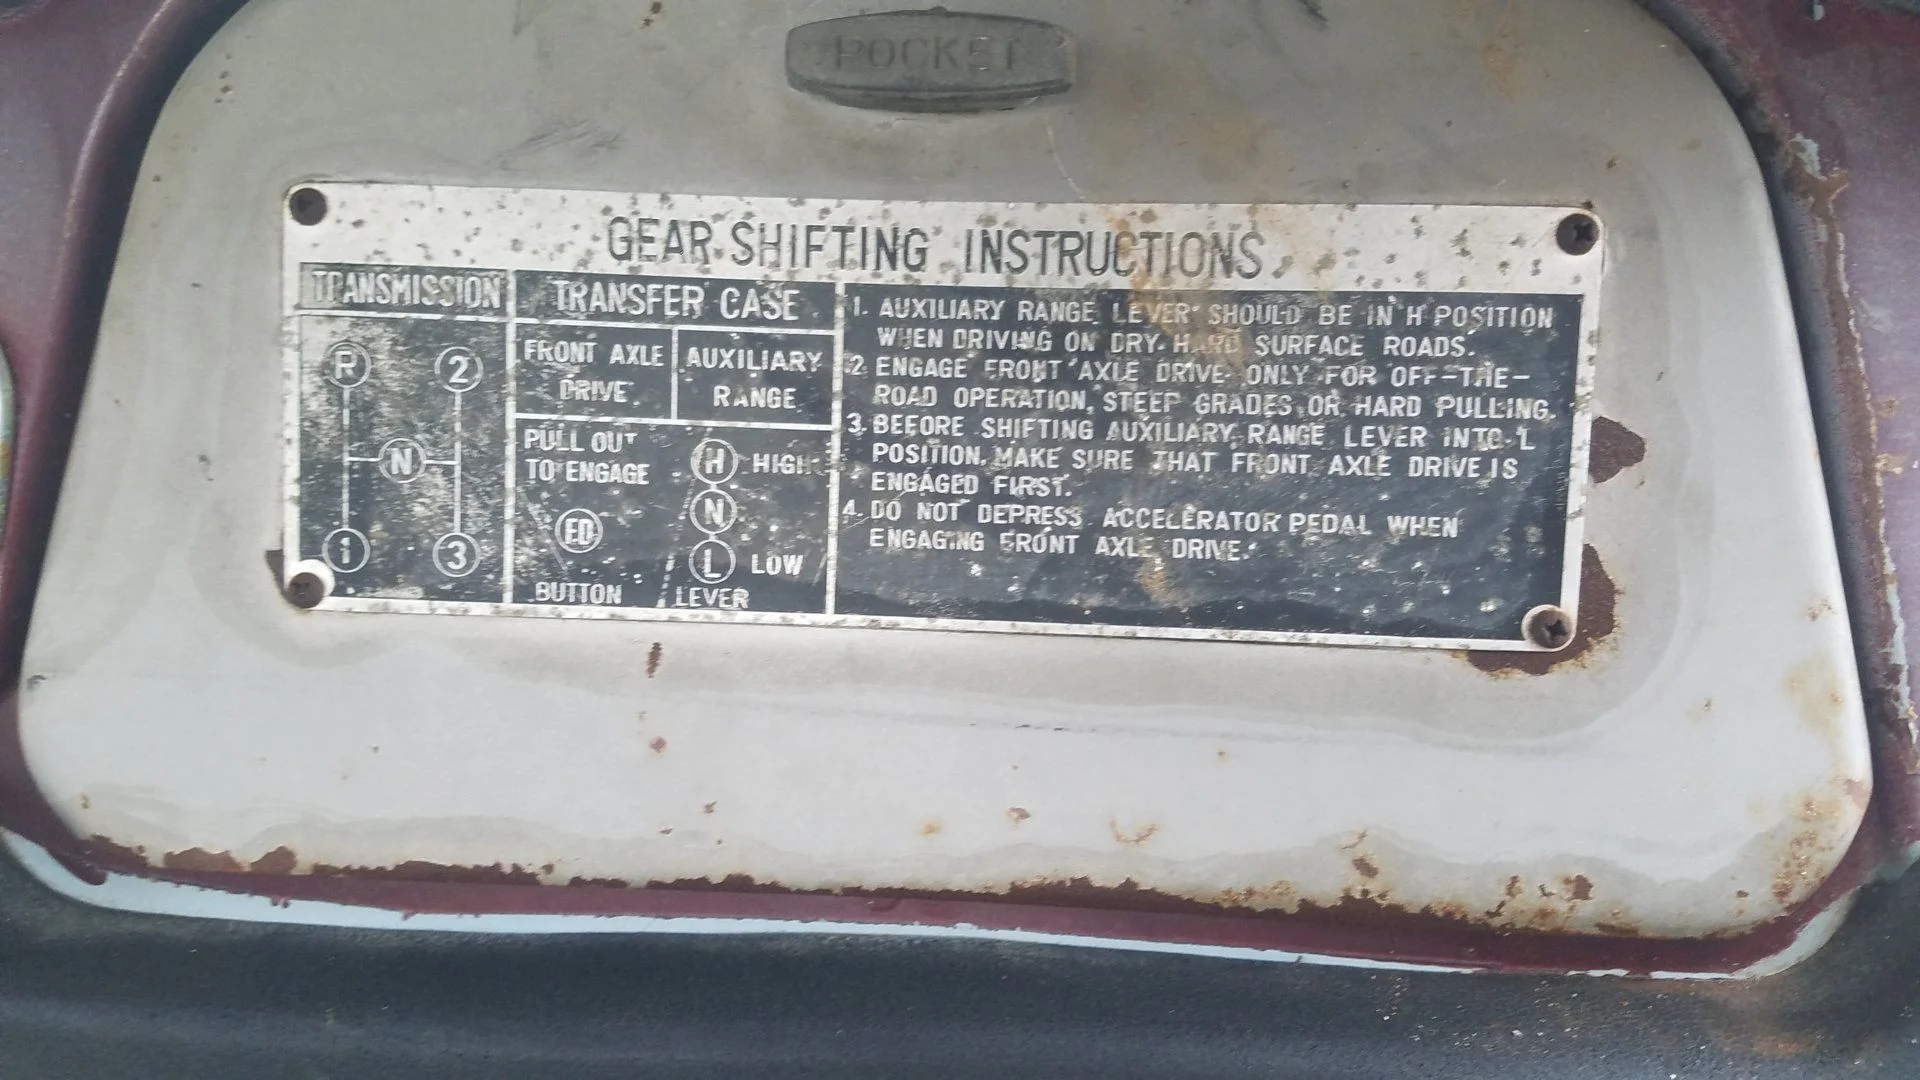 POCKET
GEAR SHIFTING INSTRUCTIONS
TRANSMISSION
R 2
N
1 3
TRANSFER CASE
FRONT AXLE
DRIVE
AUXILIARY
RANGE
PULL OUT
TO ENGAGE
FD
BUTTON
H HIGH
N
L LOW
LEVER
1. AUXILIARY RANGE LEVER SHOULD BE IN H POSITION
WHEN DRIVING ON DRY HARD SURFACE ROADS.
2 ENGAGE FRONT AXLE DRIVE ONLY FOR OFF-THE-
ROAD OPERATION, STEEP GRADES OR HARD PULLING.
3. BEFORE SHIFTING AUXILIARY RANGE LEVER INTO L
POSITION, MAKE SURE THAT FRONT AXLE DRIVE IS
ENGAGED FIRST.
4. DO NOT DEPRESS ACCELERATOR PEDAL WHEN
ENGAGING FRONT AXLE DRIVE.